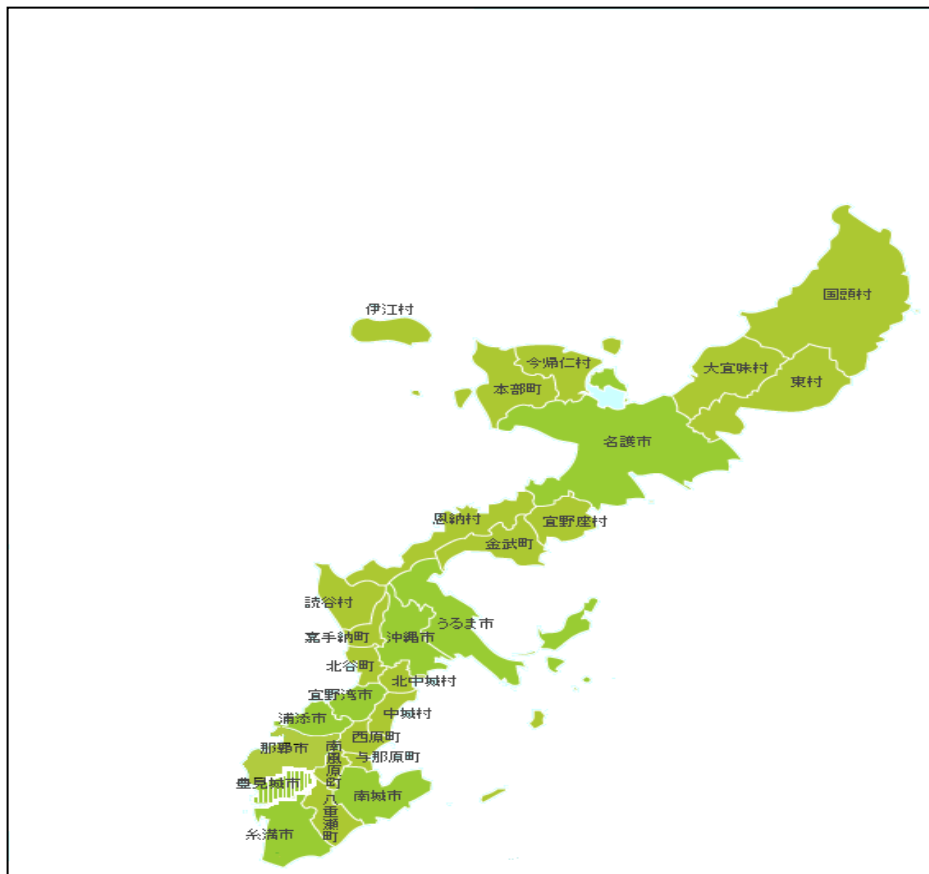 国頭村
伊江村
今帰仁村
大宜味村
東村
本部町
名護市
恩納村
宜野座村
金武町
読谷村
うるま市
嘉手納町
沖縄市
北谷町
北中城村
宜野湾市
中城村
浦添市
西原町
那覇市
南風原町
与那原町
豊見城市
南城市
八重瀬町
糸満市